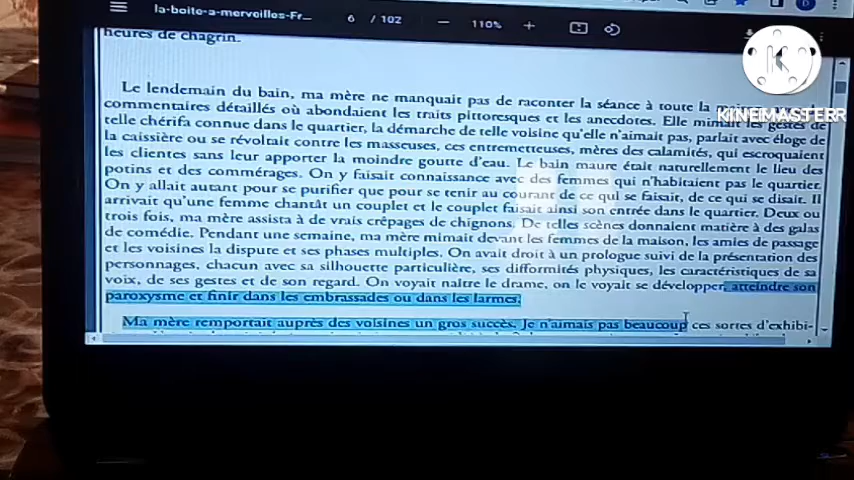 la-boite-a-merveilles-Fr...
6 / 102
110%
heures de chagrin.
Le lendemain du bain, ma mère ne manquait pas de raconter la séance à toute la
commentaires détaillés où abondaient les traits pittoresques et les anecdotes. Elle mimait les gestes de
telle chérifa connue dans le quartier, la démarche de telle voisine qu'elle n'aimait pas, parlait avec éloge de
la caissière ou se révoltait contre les masseuses, ces entremetteuses, mères des calamités, qui escroquaient
les clientes sans leur apporter la moindre goutte d'eau. Le bain maure était naturellement le lieu des
potins et des commérages. On y faisait connaissance avec des femmes qui n'habitaient pas le quartier.
On y allait autant pour se purifier que pour se tenir au courant de ce qui se faisait, de ce qui se disait. Il
arrivait qu'une femme chantât un couplet et le couplet faisait ainsi son entrée dans le quartier. Deux ou
trois fois, ma mère assista à de vrais crêpages de chignons. De telles scènes donnaient matière à des galas
de comédie. Pendant une semaine, ma mère mimait devant les femmes de la maison, les amies de passage
et les voisines la dispute et ses phases multiples. On avait droit à un prologue suivi de la présentation des
personnages, chacun avec sa silhouette particulière, ses difformités physiques, les caractéristiques de sa
voix, de ses gestes et de son regard. On voyait naître le drame, on le voyait se développer, atteindre son
paroxysme et finir dans les embrassades ou dans les larmes.
Ma mère remportait auprès des voisines un gros succès. Je n'aimais pas beaucoup ces sortes d'exhibi-
KINEMASTER